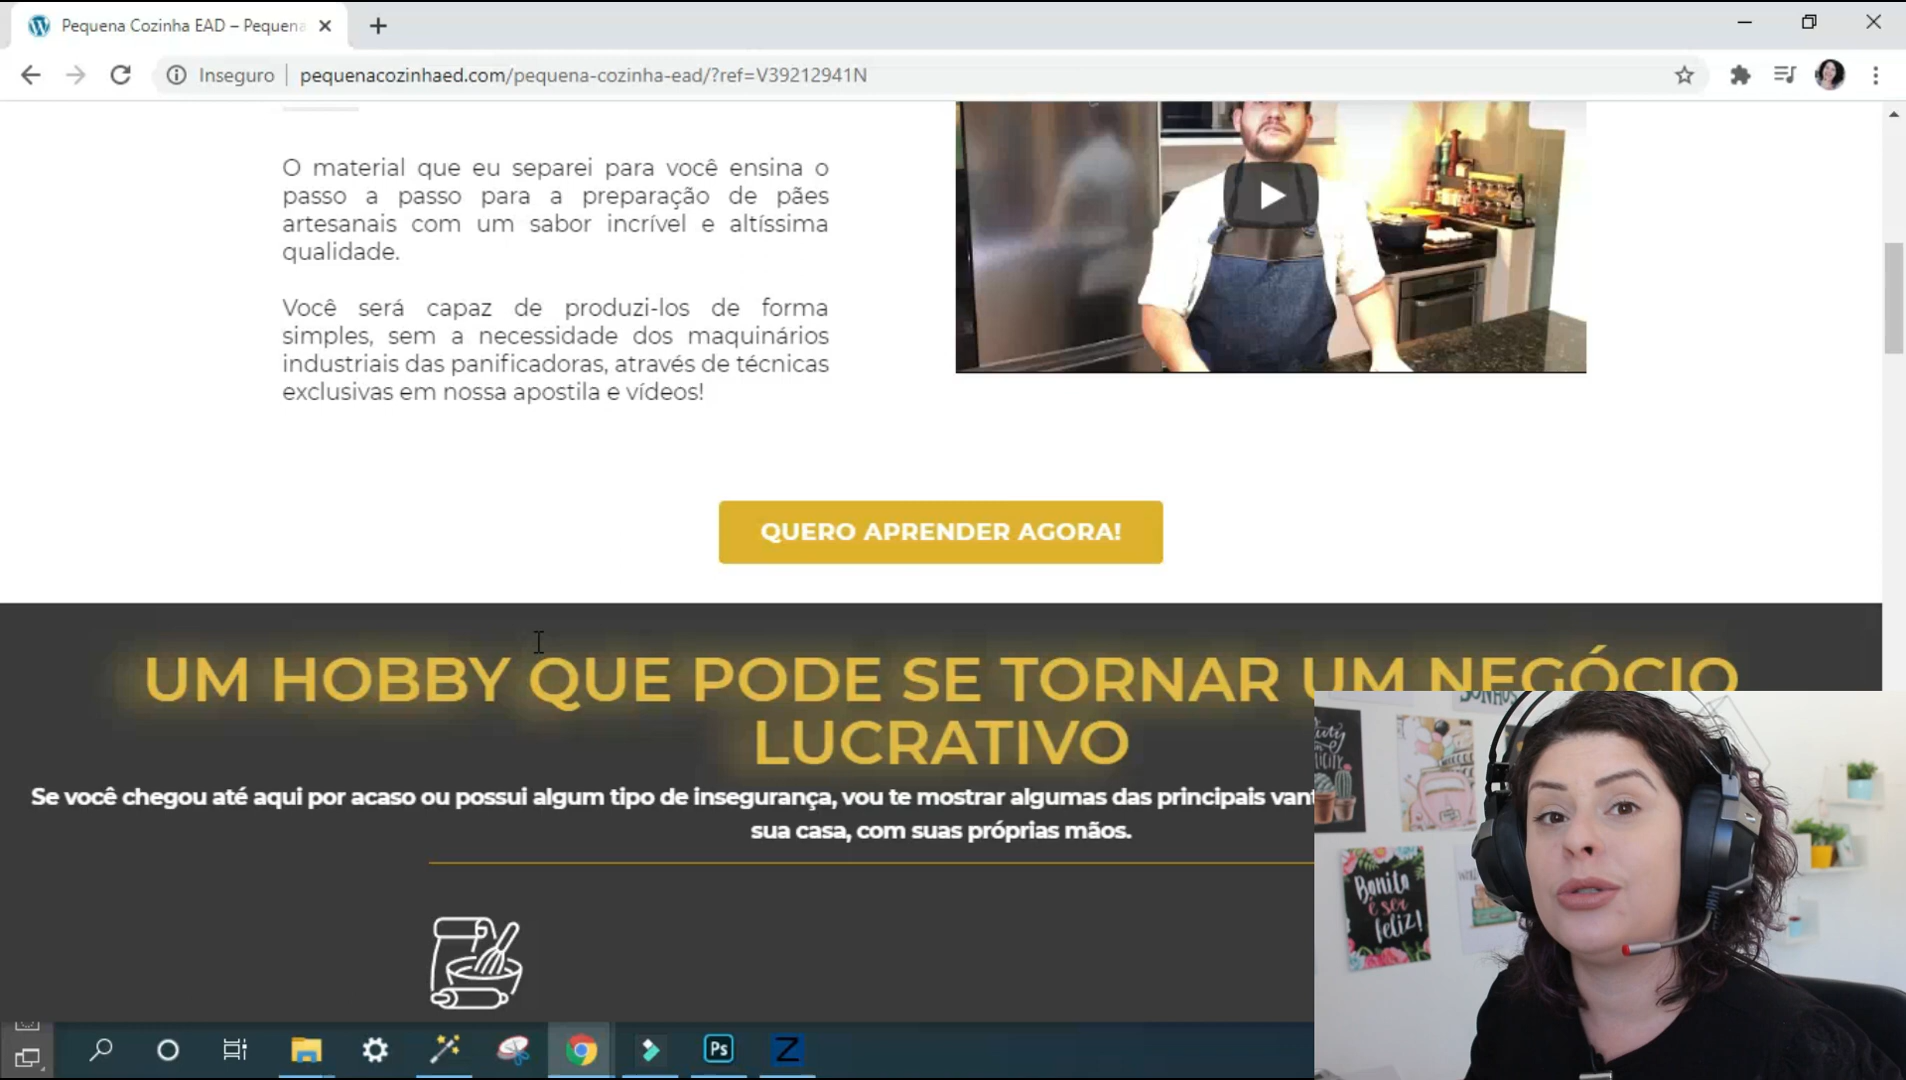 Pequena Cozinha EAD – Pequen
Inseguro
pequenacozinhaed.com/pequena-cozinha-ead/?ref=V39212941N
O material que eu separei para você ensina o
passo a passo para a preparação de pães
artesanais com um sabor incrível e altíssima
qualidade.
Você será capaz de produzi-los de forma
simples, sem a necessidade dos maquinários
industriais das panificadoras, através de técnicas
exclusivas em nossa apostila e vídeos!
QUERO APRENDER AGORA!
UM HOBBY QUE PODE SE TORNAR UM NEGÓCIO
LUCRATIVO
Se você chegou até aqui por acaso ou possui algum tipo de insegurança, vou te mostrar algumas das principais vant
sua casa, com suas próprias mãos.
Bonita
é ser
feliz!
Ps
Z